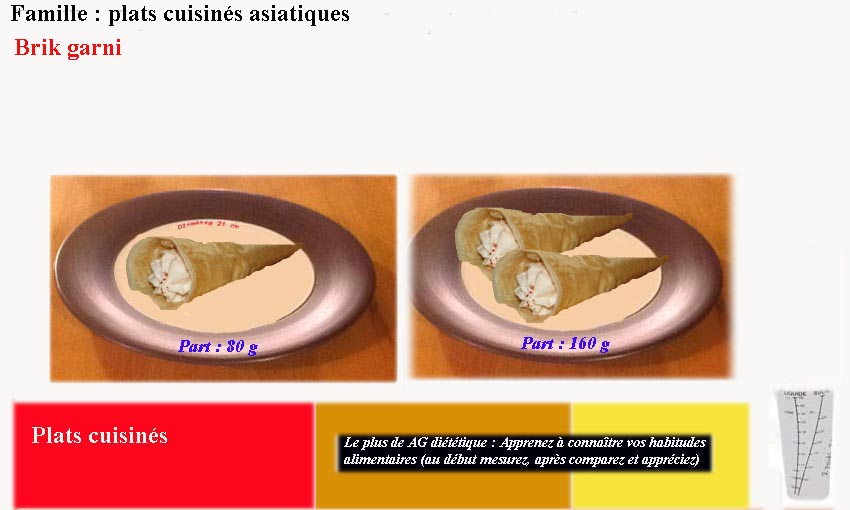 Famille : plats cuisinés asiatiques
Brik garni
Diamètre 21 cm
Part : 80 g
Part : 160 g
Plats cuisinés
Le plus de AG diététique : Apprenez à connaître vos habitudes
alimentaires (au début mesurez, après comparez et appréciez)
LIQUIDE